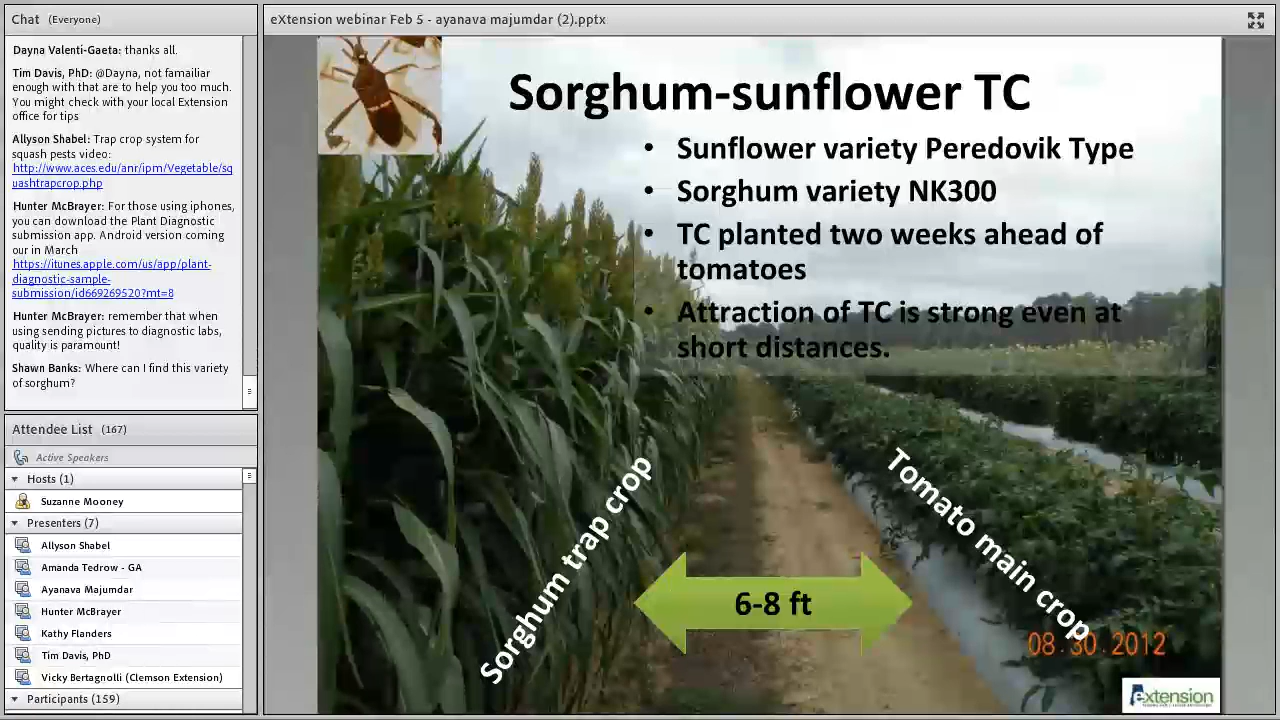 Chat (Everyone)
Dayna Valenti-Gaeta: thanks all.
Tim Davis, PhD: @Dayna, not famailar
enough with that area to help you too much.
You might check with your local Extension
office for tips
Allyson Shabel: Trap crop system for
squash pests video:
http://www.aces.edu/anr/ipm/Vegetable/sq
uashtrapcrop.php
Hunter McBrayer: For those using iphones,
you can download the Plant Diagnostic
submission app. Android version coming
our in March
https://itunes.apple.com/us/app/plant-
diagnostic-sample-
submission/id669269520?mt=8
Hunter McBrayer: remember that when
using sending pictures to diagnostic labs,
quality is paramount!
Shawn Banks: Where can I find this variety
of sorghum?
Attendee List (167)
Active Speakers
Hosts (1)
Suzanne Mooney
Presenters (7)
Allyson Shabel
Amanda Tedrow - GA
Ayanava Majumdar
Hunter McBrayer
Kathy Flanders
Tim Davis, PhD
Vicky Bertagnolli (Clemson Extension)
Participants (159)
eXtension webinar Feb 5 - ayanava majumdar (2).pptx
Sorghum-sunflower TC
• Sunflower variety Peredovik Type
• Sorghum variety NK300
• TC planted two weeks ahead of
tomatoes
• Attraction of TC is strong even at
short distances.
Sorghum trap crop
Tomato main crop
6-8 ft
08.30.2012
extension